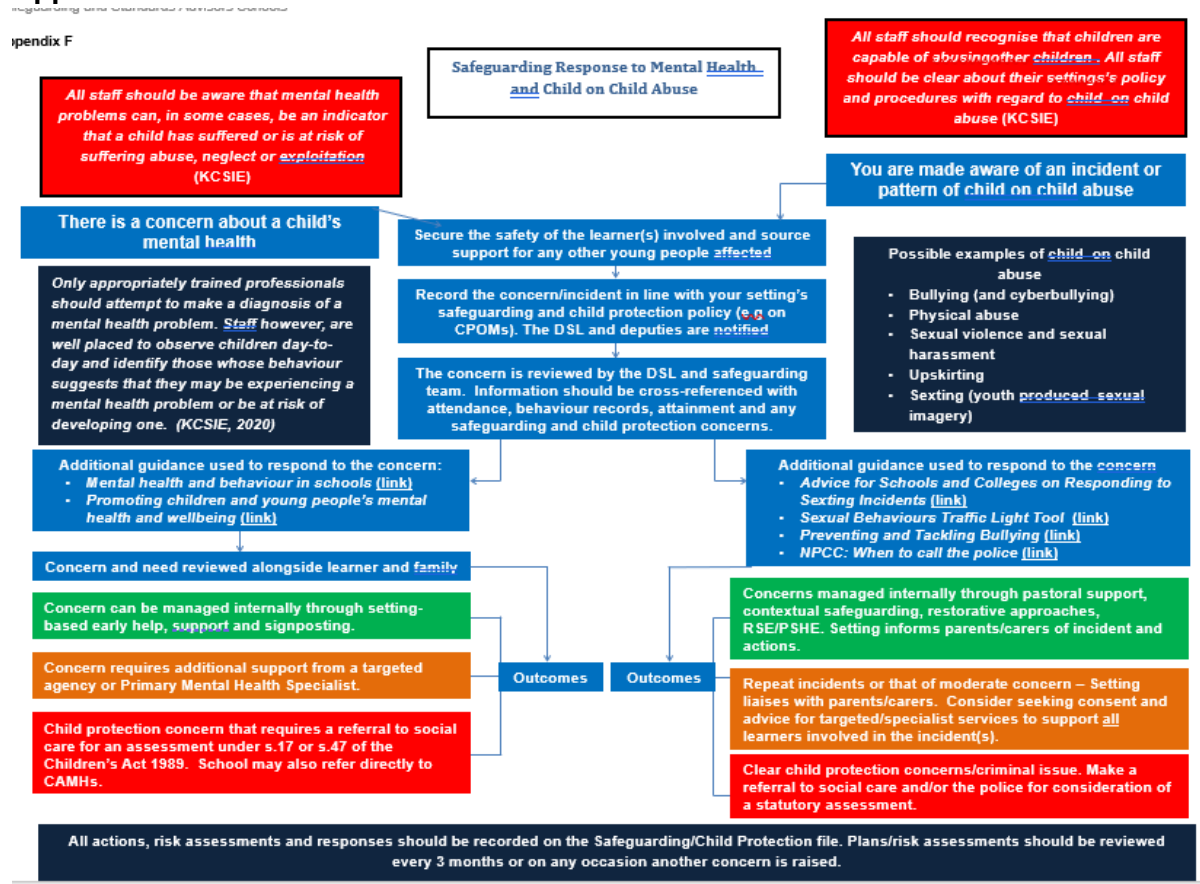 Safeguarding and Standards Advisors Schools
ppendix F
Safeguarding Response to Mental Health
and Child on Child Abuse
All staff should be aware that mental health
problems can, in some cases, be an indicator
that a child has suffered or is at risk of
suffering abuse, neglect or exploitation
(KCSIE)
All staff should recognise that children are
capable of abusingother children . All staff
should be clear about their settings's policy
and procedures with regard to child on child
abuse (KCSIE)
You are made aware of an incident or
pattern of child on child abuse
There is a concern about a child's
mental health
Secure the safety of the learner(s) involved and source
support for any other young people affected
Record the concern/incident in line with your setting's
safeguarding and child protection policy (e.g on
CPOMs). The DSL and deputies are notified
The concern is reviewed by the DSL and safeguarding
team. Information should be cross-referenced with
attendance, behaviour records, attainment and any
safeguarding and child protection concerns.
Only appropriately trained professionals
should attempt to make a diagnosis of a
mental health problem. Staff however, are
well placed to observe children day-to-
day and identify those whose behaviour
suggests that they may be experiencing a
mental health problem or be at risk of
developing one. (KCSIE, 2020)
Possible examples of child on child
abuse
• Bullying (and cyberbullying)
• Physical abuse
• Sexual violence and sexual
harassment
• Upskirting
• Sexting (youth produced sexual
imagery)
Additional guidance used to respond to the concern:
• Mental health and behaviour in schools (link)
• Promoting children and young people's mental
health and wellbeing (link)
Additional guidance used to respond to the concern
• Advice for Schools and Colleges on Responding to
Sexting Incidents (link)
• Sexual Behaviours Traffic Light Tool (link)
• Preventing and Tackling Bullying (link)
• NPCC: When to call the police (link)
Concern and need reviewed alongside learner and family
Concern can be managed internally through setting-
based early help, support and signposting.
Concern requires additional support from a targeted
agency or Primary Mental Health Specialist.
Child protection concern that requires a referral to social
care for an assessment under s.17 or s.47 of the
Children's Act 1989. School may also refer directly to
CAMHs.
Outcomes
Outcomes
Concerns managed internally through pastoral support,
contextual safeguarding, restorative approaches,
RSE/PSHE. Setting informs parents/carers of incident and
actions.
Repeat incidents or that of moderate concern – Setting
liaises with parents/carers. Consider seeking consent and
advice for targeted/specialist services to support all
learners involved in the incident(s).
Clear child protection concerns/criminal issue. Make a
referral to social care and/or the police for consideration of
a statutory assessment.
All actions, risk assessments and responses should be recorded on the Safeguarding/Child Protection file. Plans/risk assessments should be reviewed
every 3 months or on any occasion another concern is raised.